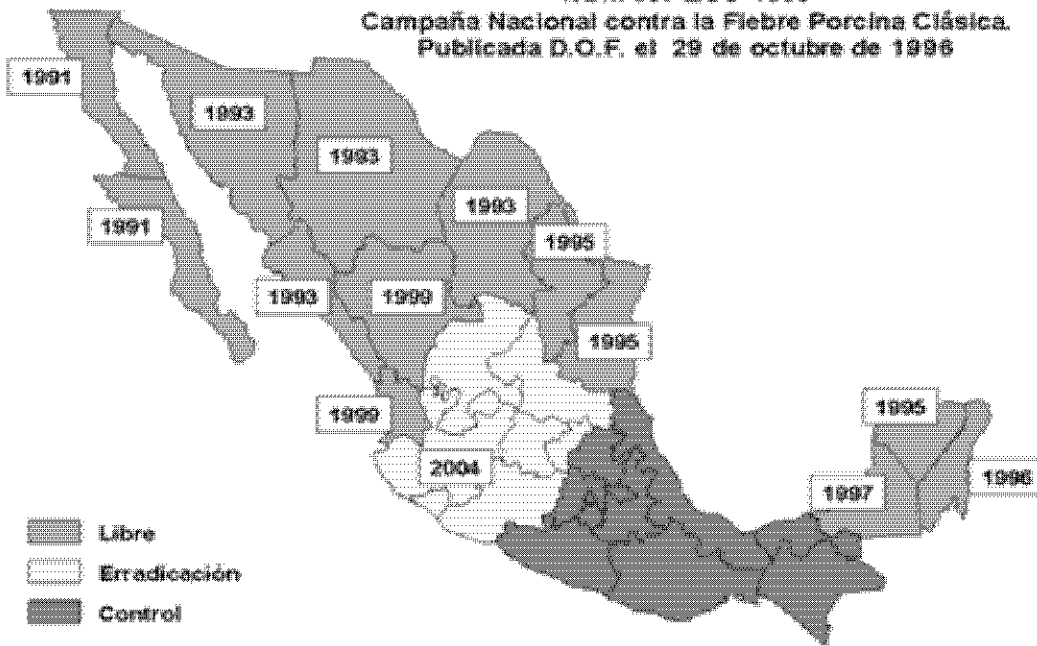 Campaña Nacional contra la Fiebre Porcina Clásica.
Publicada D.O.F. el 29 de octubre de 1996
1991
1993
1993
1993
1991
1995
1993
1999
1995
1999
2004
1995
1996
1997
Libre
Erradicación
Control